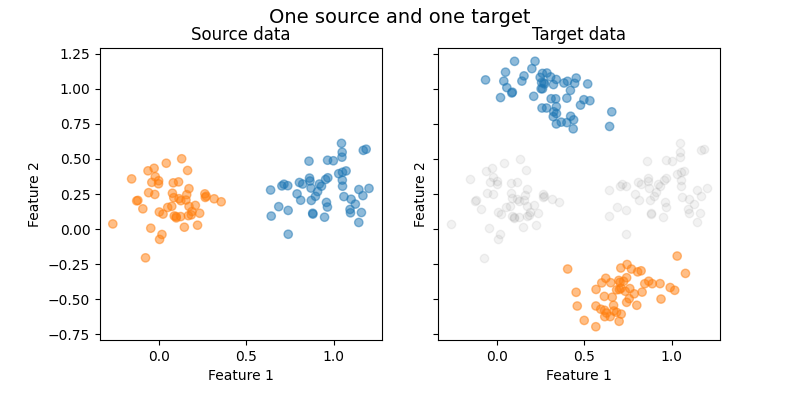 One source and one target
Source data
Target data
1.25
1.00
0.75
0.50
0.25
0.00
−0.25
−0.50
−0.75
Feature 2
Feature 2
0.0 0.5 1.0
0.0 0.5 1.0
Feature 1
Feature 1